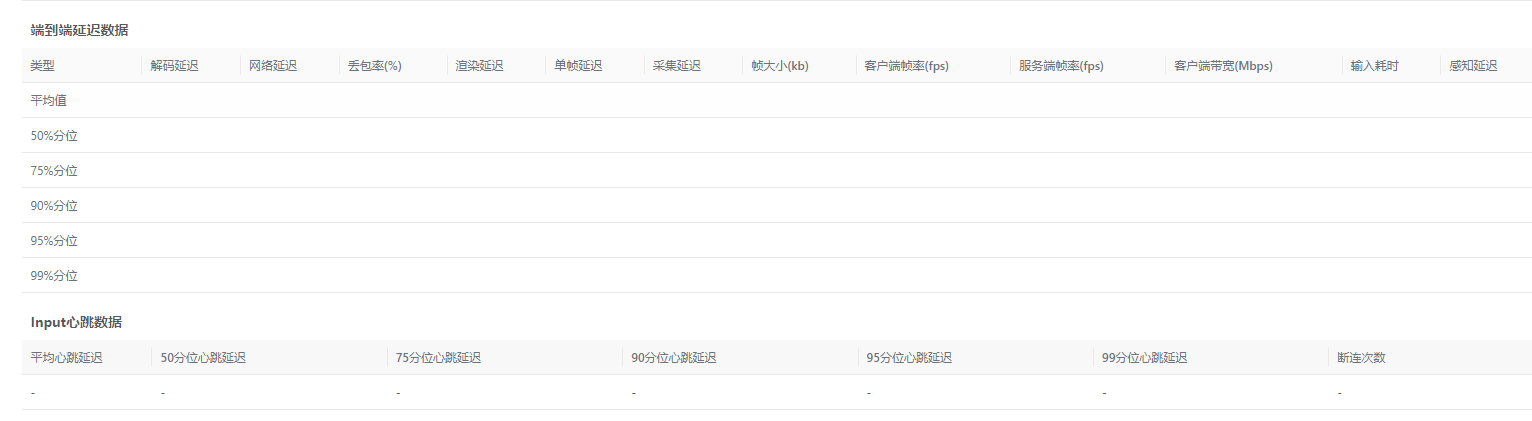 端到端延迟数据
类型 解码延迟 网络延迟 丢包率(%) 渲染延迟 单帧延迟 采集延迟 帧大小(kb) 客户端帧率(fps) 服务端帧率(fps) 客户端带宽(Mbps) 输入耗时 感知延迟
平均值
50%分位
75%分位
90%分位
95%分位
99%分位
Input心跳数据
平均心跳延迟 50分位心跳延迟 75分位心跳延迟 90分位心跳延迟 95分位心跳延迟 99分位心跳延迟 断连次数
- - - - - - -